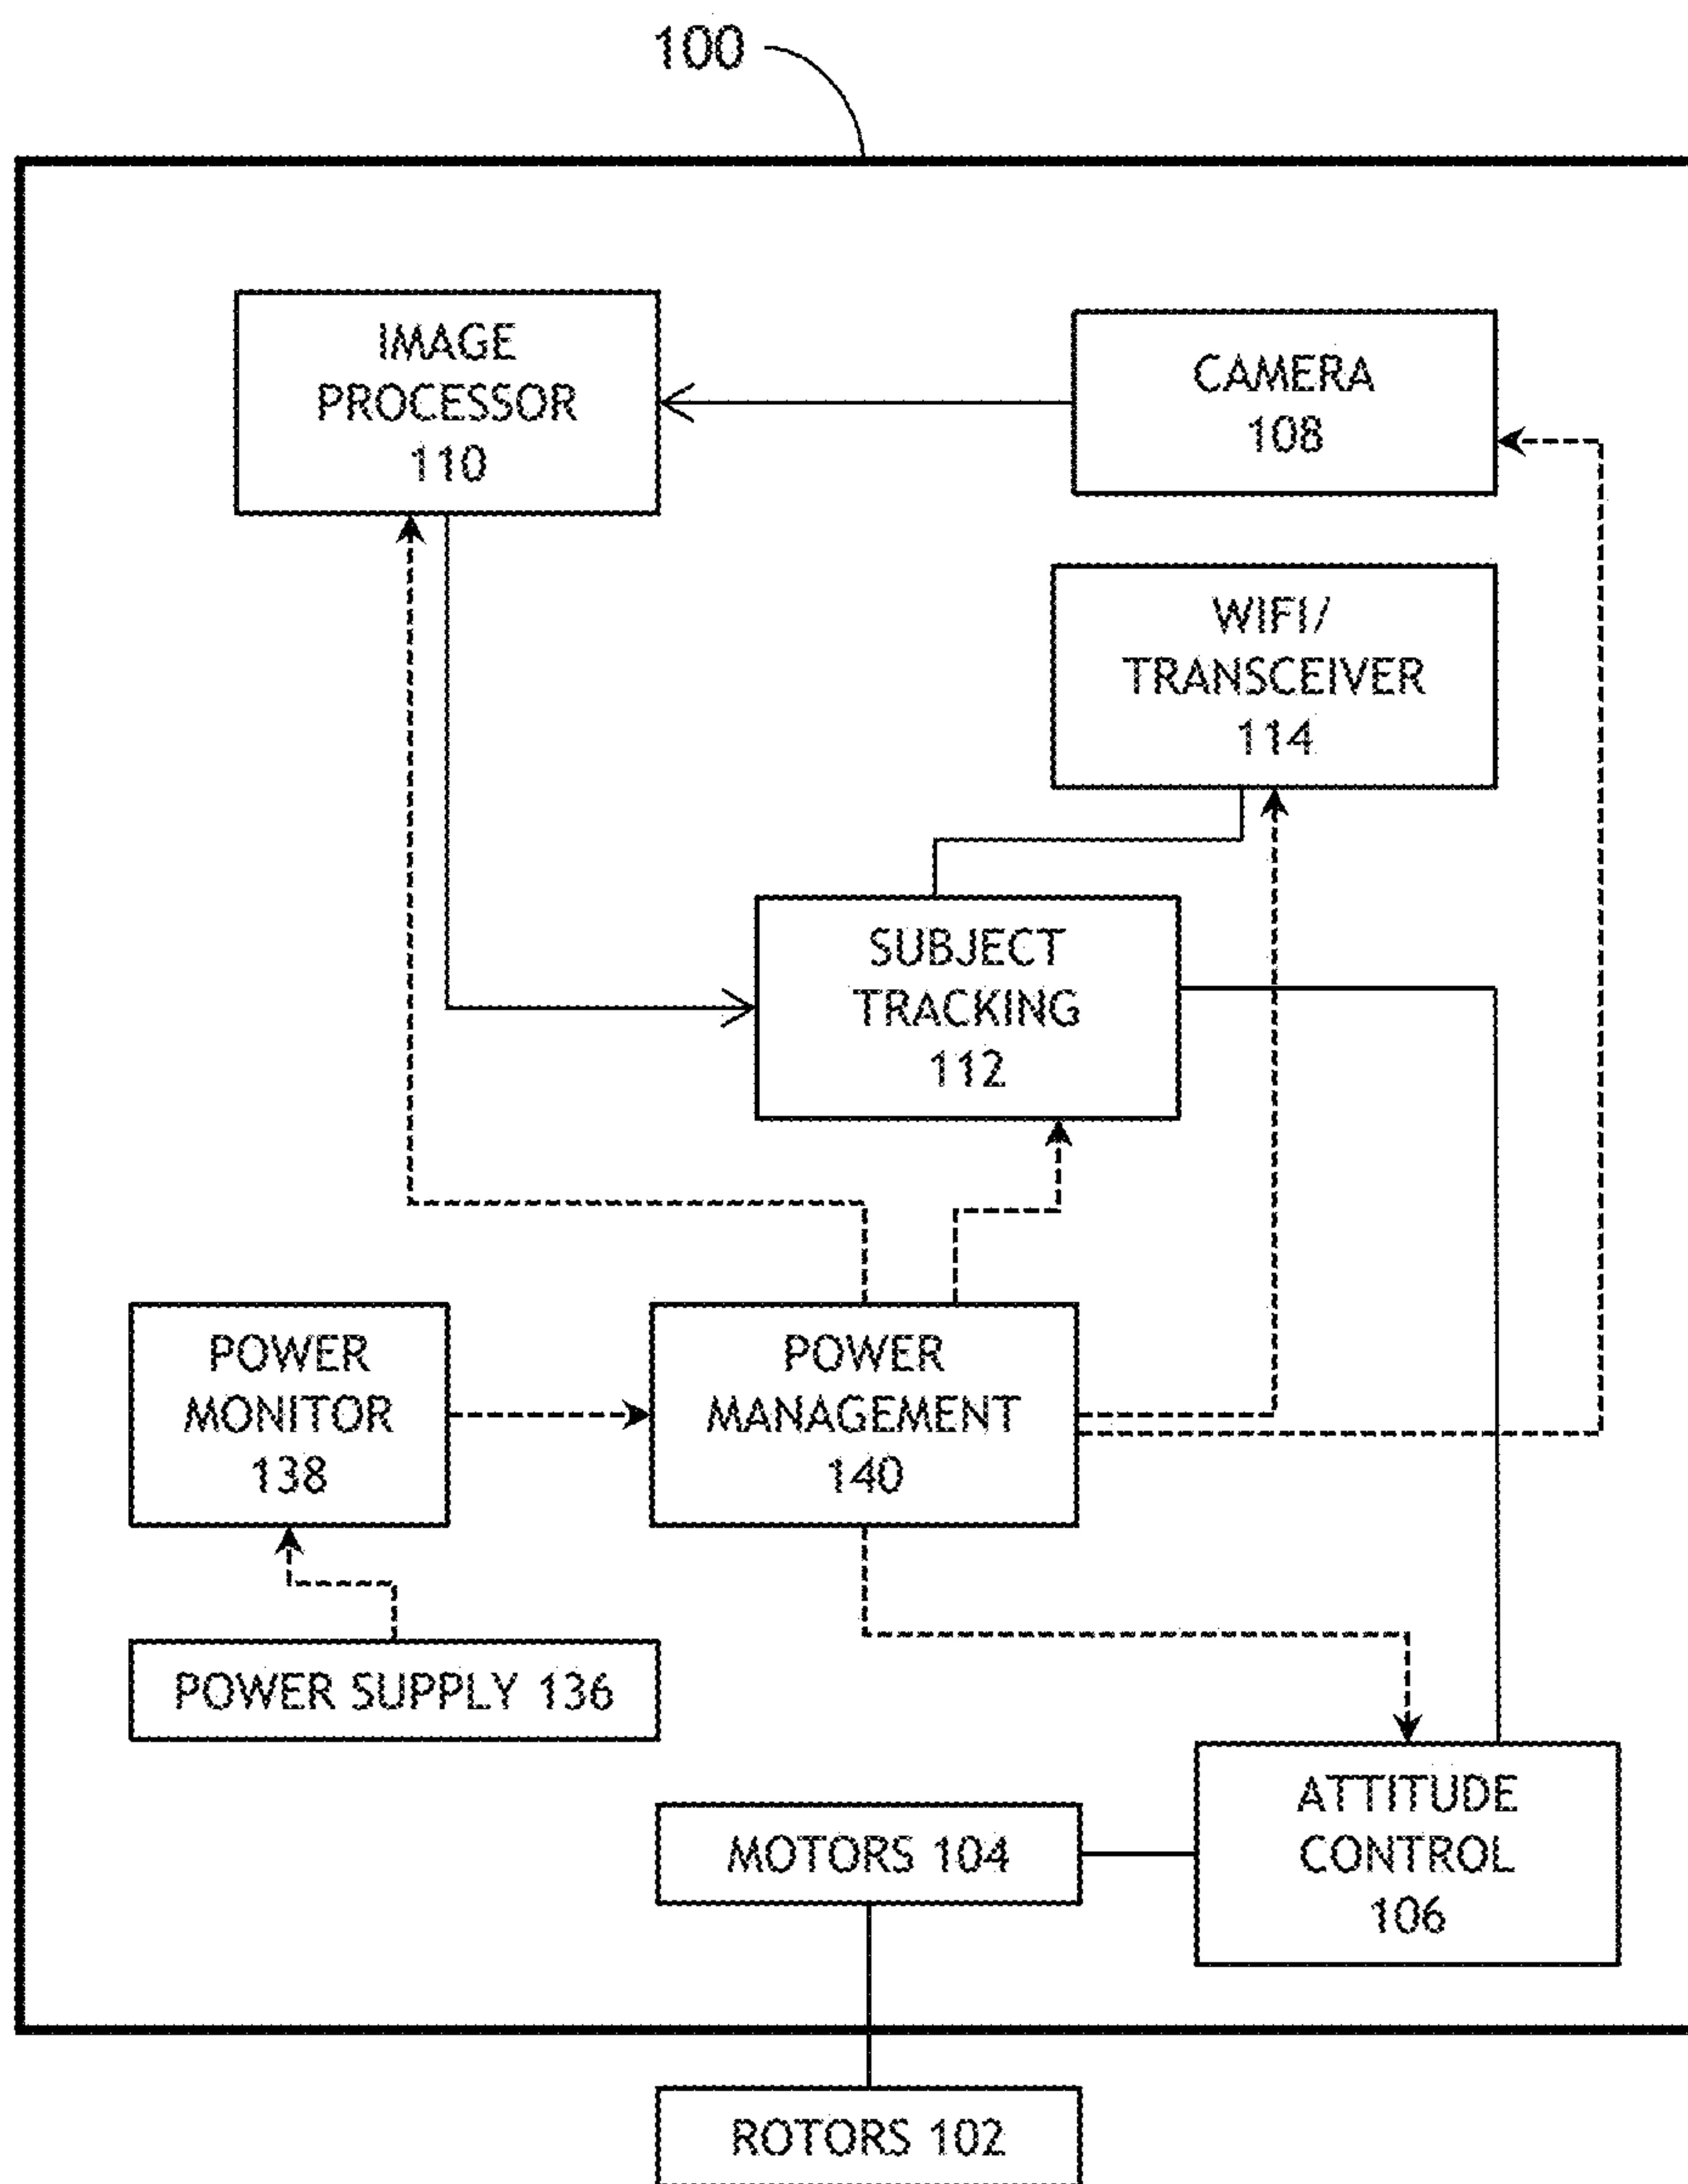 100
IMAGE
PROCESSOR
110
CAMERA
108
WIFI/
TRANSCEIVER
114
SUBJECT
TRACKING
112
POWER
MONITOR
138
POWER
MANAGEMENT
140
POWER SUPPLY 136
MOTORS 104
ATTITUDE
CONTROL
106
ROTORS 102